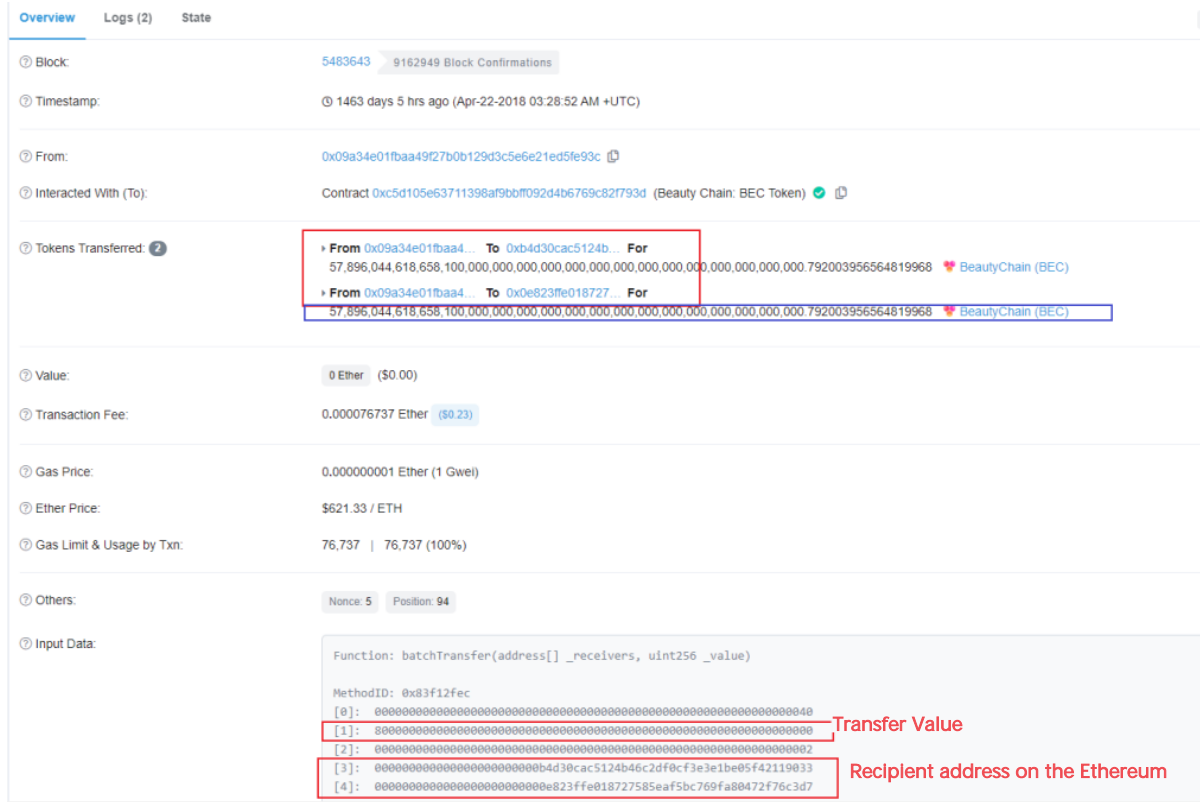 Overview Logs (2) State
Block: 5483643 9162949 Block Confirmations
Timestamp: 1463 days 5 hrs ago (Apr-22-2018 03:28:52 AM +UTC)
From: 0x09a34e01fbaa49f27b0b129d3c5e6e21ed5fe93c
Interacted With (To): Contract 0xc5d105e63711398af9bbff092d4b6769c82f793d (Beauty Chain: BEC Token)
Tokens Transferred: 2 From 0x09a34e01fbaa4... To 0xb4d30cac5124b... For
57,896,044,618,658,100,000,000,000,000,000,000,000,000,000,000,000,000,000,000.792003956564819968 BeautyChain (BEC)
From 0x09a34e01fbaa4... To 0x0e823ffe018727... For
57,896,044,618,658,100,000,000,000,000,000,000,000,000,000,000,000,000,000,000.792003956564819968 BeautyChain (BEC)
Value: 0 Ether ($0.00)
Transaction Fee: 0.000076737 Ether ($0.23)
Gas Price: 0.000000001 Ether (1 Gwei)
Ether Price: $621.33 / ETH
Gas Limit & Usage by Txn: 76,737 | 76,737 (100%)
Others: Nonce: 5 Position: 94
Input Data:
Function: batchTransfer(address[] _receivers, uint256 _value)
MethodID: 0x83f12fec
[0]: 0000000000000000000000000000000000000000000000000000000000000040
[1]: 8000000000000000000000000000000000000000000000000000000000000000 Transfer Value
[2]: 0000000000000000000000000000000000000000000000000000000000000002
[3]: 000000000000000000000000b4d30cac5124b46c2df0cf3e3e1be05f42119033 Recipient address on the Ethereum
[4]: 0000000000000000000000000e823ffe018727585eaf5bc769fa80472f76c3d7